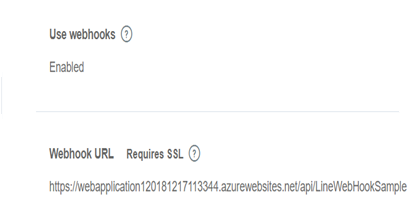 Use webhooks ?
Enabled
Webhook URL Requires SSL ?
https://webapplication120181217113344.azurewebsites.net/api/LineWebHookSample